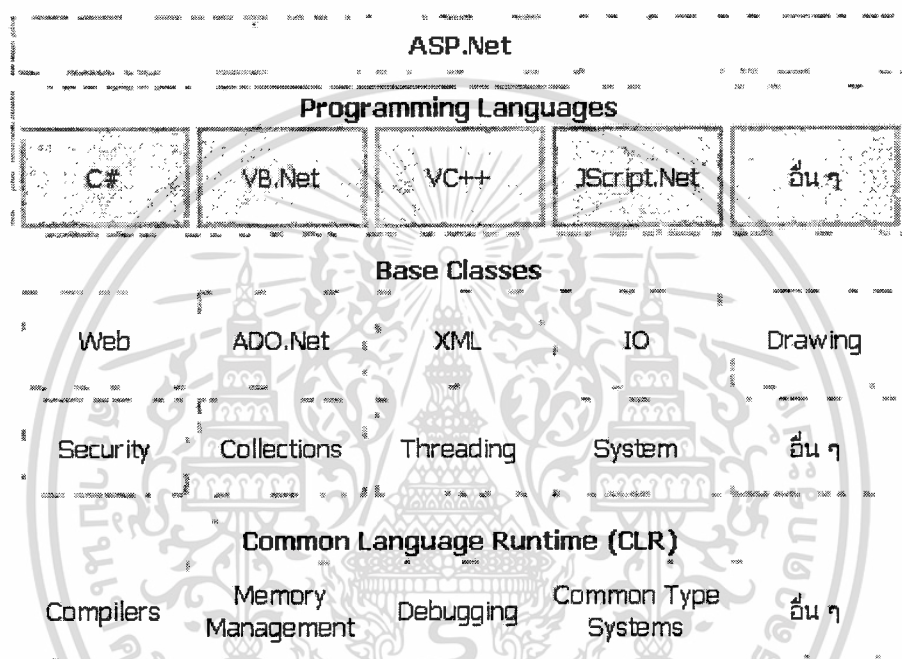 ASP.Net
Programming Languages
C# VB.Net VC++ JScript.Net อื่น ๆ
Base Classes
Web ADO.Net XML IO Drawing
Security Collections Threading System อื่น ๆ
Common Language Runtime (CLR)
Compilers Memory Management Debugging Common Type Systems อื่น ๆ